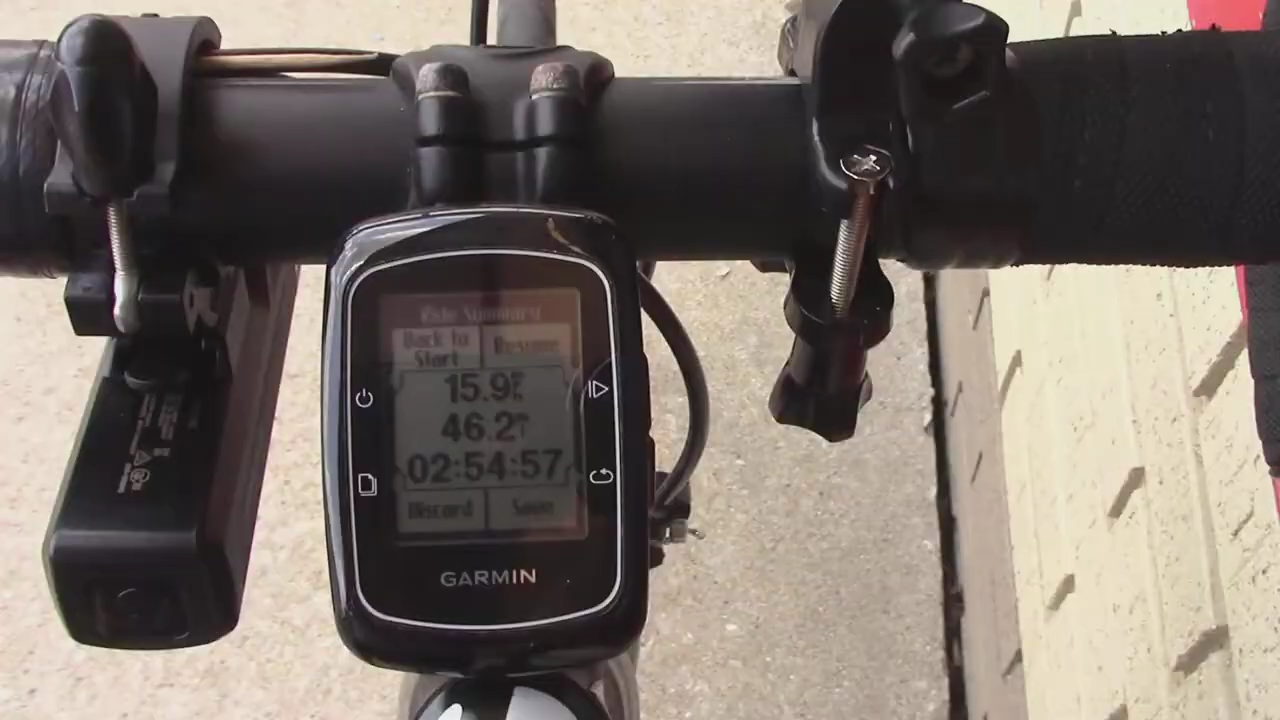 Ride Summary
Back to Start
Resume
15.9
46.2
02:54:57
Discard
Save
GARMIN